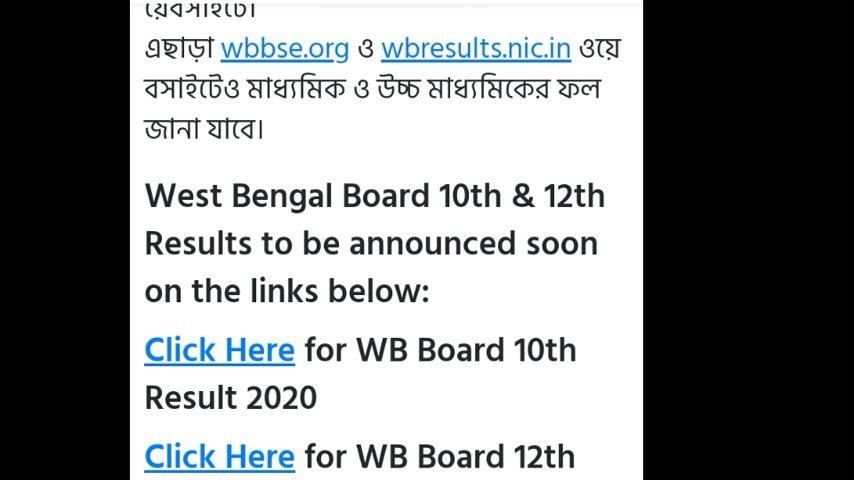 য়েবসাইটে।
এছাড়া wbbse.org ও wbresults.nic.in ওয়ে
বসাইটেও মাধ্যমিক ও উচ্চ মাধ্যমিকের ফল
জানা যাবে।
West Bengal Board 10th & 12th
Results to be announced soon
on the links below:
Click Here for WB Board 10th
Result 2020
Click Here for WB Board 12th